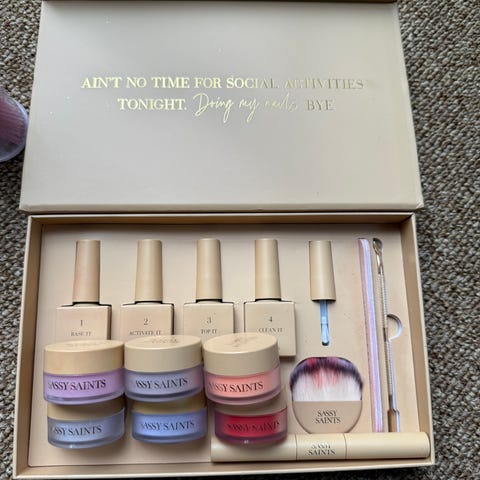 AIN'T NO TIME FOR SOCIAL ACTIVITIES
TONIGHT. Doing my nails. BYE
1
BASE IT
2
ACTIVATE IT
3
TOP IT
4
CLEAN IT
SASSY SAINTS
SASSY SAINTS
SASSY SAINTS
SASSY SAINTS
SASSY SAINTS
SASSY SAINTS
SASSY
SAINTS
SASSY
SAINTS